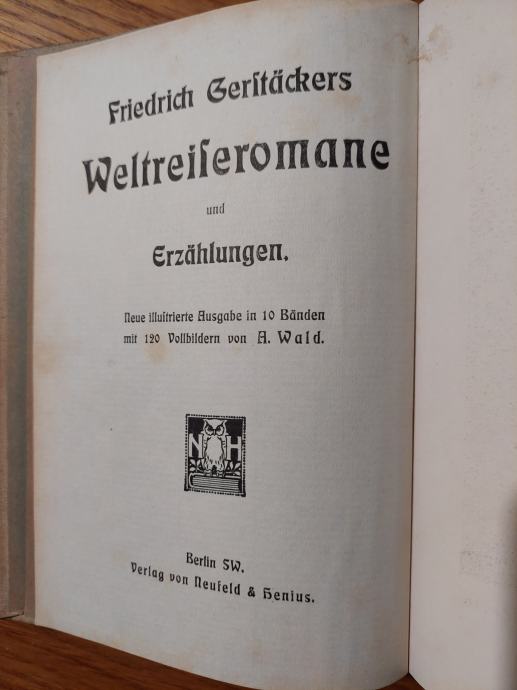 Friedrich Gerſtäckers
Weltreiſeromane
und
Erzählungen.
Neue illuſtrierte Ausgabe in 10 Bänden
mit 120 Vollbildern von A. Wald.
N H
Berlin SW.
Verlag von Neufeld & Henius.